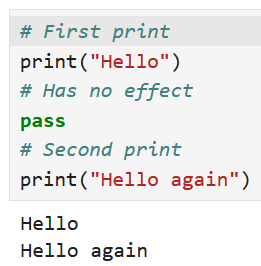 # First print
print("Hello")
# Has no effect
pass
# Second print
print("Hello again")
Hello
Hello again